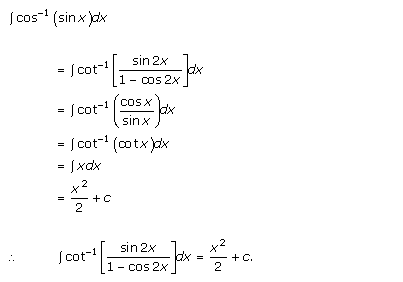 ∫cos⁻¹(sin x)dx
= ∫cot⁻¹[sin 2x / 1 − cos 2x]dx
= ∫cot⁻¹(cos x / sin x)dx
= ∫cot⁻¹(cot x)dx
= ∫xdx
= x²/2 + c
∴ ∫cot⁻¹[sin 2x / 1 − cos 2x]dx = x²/2 + c.